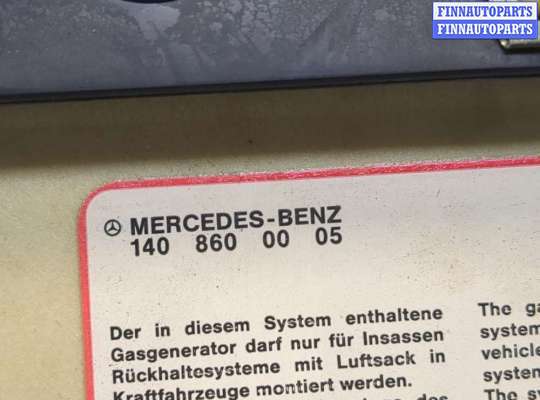 FINNAUTOPARTS
FINNAUTOPARTS
MERCEDES-BENZ
140 860 00 05
Der in diesem System enthaltene
Gasgenerator darf nur für Insassen
Rückhaltesysteme mit Luftsack in
Kraftfahrzeuge montiert werden.
des
The
system
vehicle
system
The